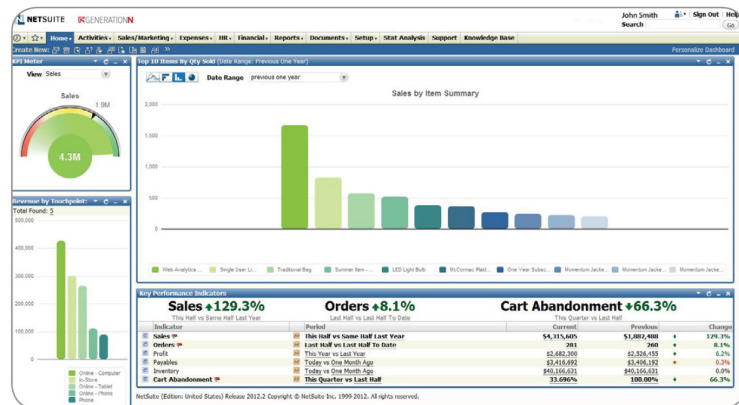 NETSUITE GENERATIONN
John Smith Sign Out Help
Search Go
Home Activities Sales/Marketing Expenses HR Financial Reports Documents Setup Stat Analysis Support Knowledge Base
Create New: Personalize Dashboard
KPI Meter
View Sales
Sales
1.9M
4.3M
Top 10 Items By Qty Sold (Date Range: Previous One Year)
Date Range previous one year
Sales by Item Summary
2,000
1,500
1,000
500
0
Web Analytics ... Single User Li... Traditional Bag Summer Item - ... LED Light Bulb McCormac Plast... One Year Subsc... Momentum Jacke... Momentum Jacke... Momentum Jacke...
Revenue by Touchpoint:
Total Found: 5
500,000
400,000
300,000
200,000
100,000
0
Online - Computer
In-Store
Online - Tablet
Online - Phone
Phone
Key Performance Indicators
Sales 129.3% Orders 8.1% Cart Abandonment 66.3%
This Half vs Same Half Last Year Last Half vs Last Half To Date This Quarter vs Last Half
Indicator Period Current Previous Change
Sales This Half vs Same Half Last Year $4,315,605 $1,882,488 129.3%
Orders Last Half vs Last Half To Date 281 260 8.1%
Profit This Year vs Last Year $2,682,300 $2,526,455 6.2%
Payables Today vs One Month Ago $3,416,692 $3,406,192 0.3%
Inventory Today vs One Month Ago $40,166,631 $40,166,631 0.0%
Cart Abandonment This Quarter vs Last Half 33.696% 100.00% 66.3%
NetSuite (Edition: United States) Release 2012.2 Copyright © NetSuite Inc. 1999-2012. All rights reserved.